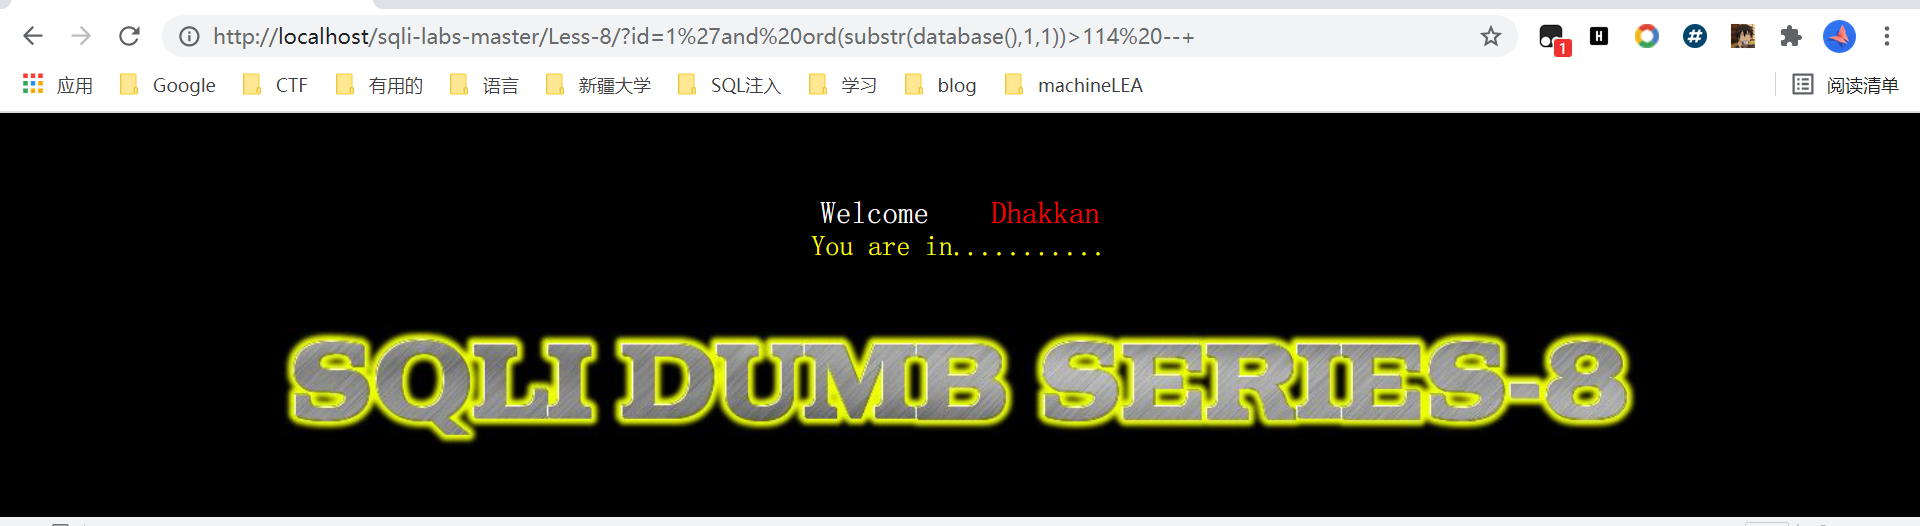 http://localhost/sqli-labs-master/Less-8/?id=1%27and%20ord(substr(database(),1,1))>114%20--+
1 H #
应用 Google CTF 有用的 语言 新疆大学 SQL注入 学习 blog machineLEA 阅读清单
Welcome Dhakkan
You are in...........
SQLI DUMB SERIES-8